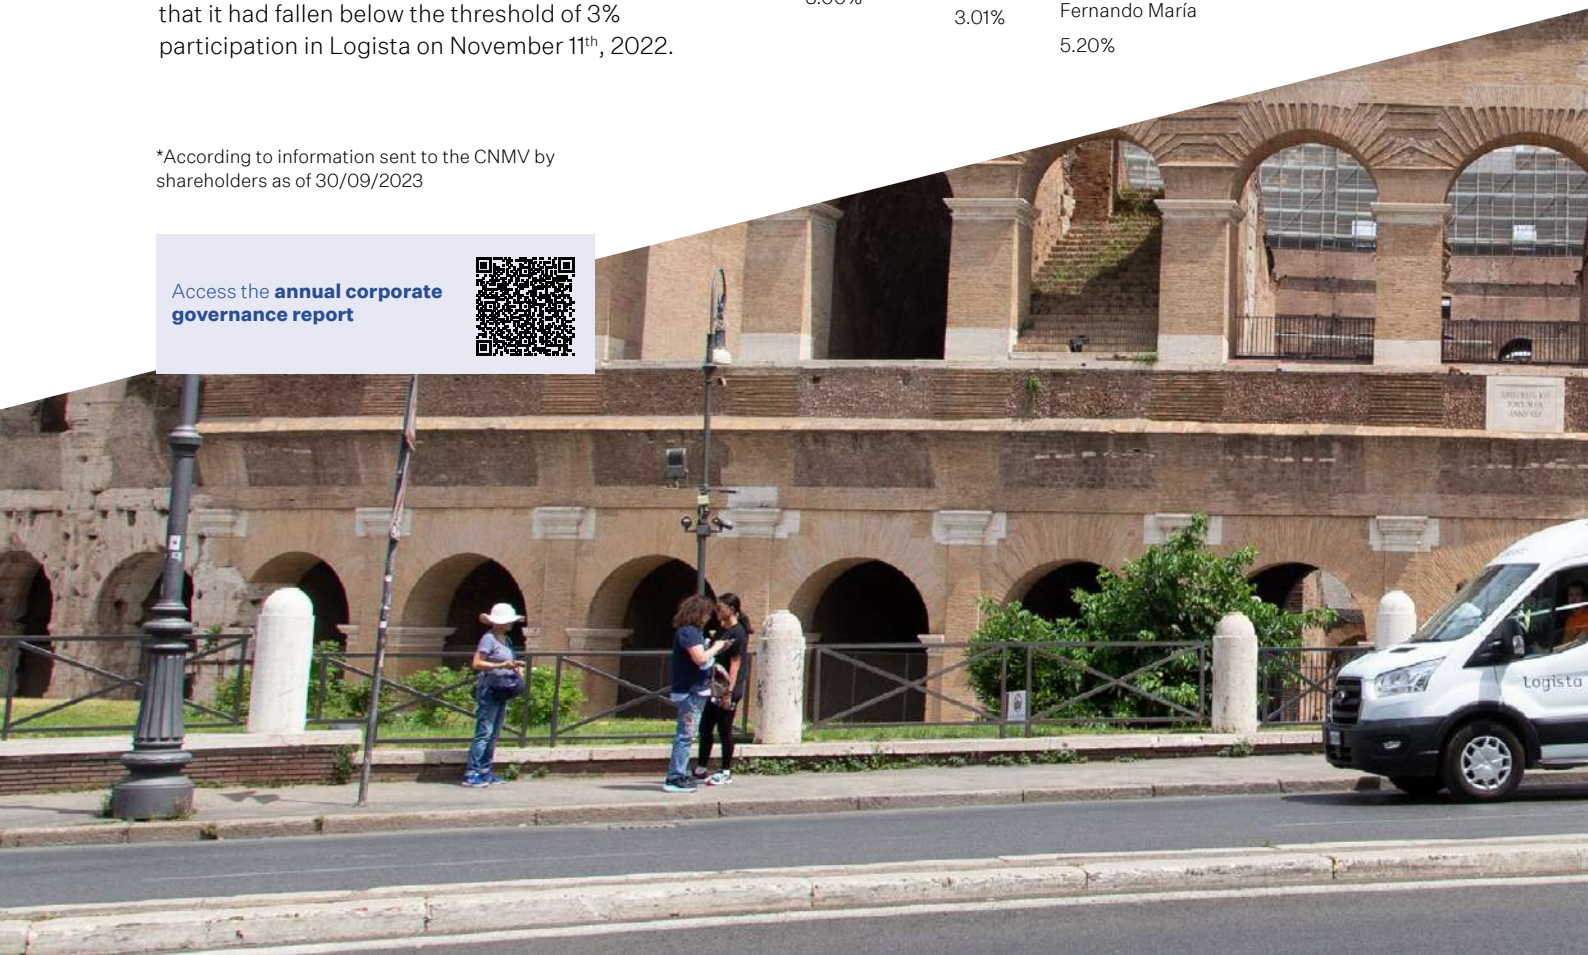 that it had fallen below the threshold of 3%
participation in Logista on November 11th, 2022.
3.01%
Fernando María
5.20%
*According to information sent to the CNMV by
shareholders as of 30/09/2023
Access the annual corporate
governance report
Logista